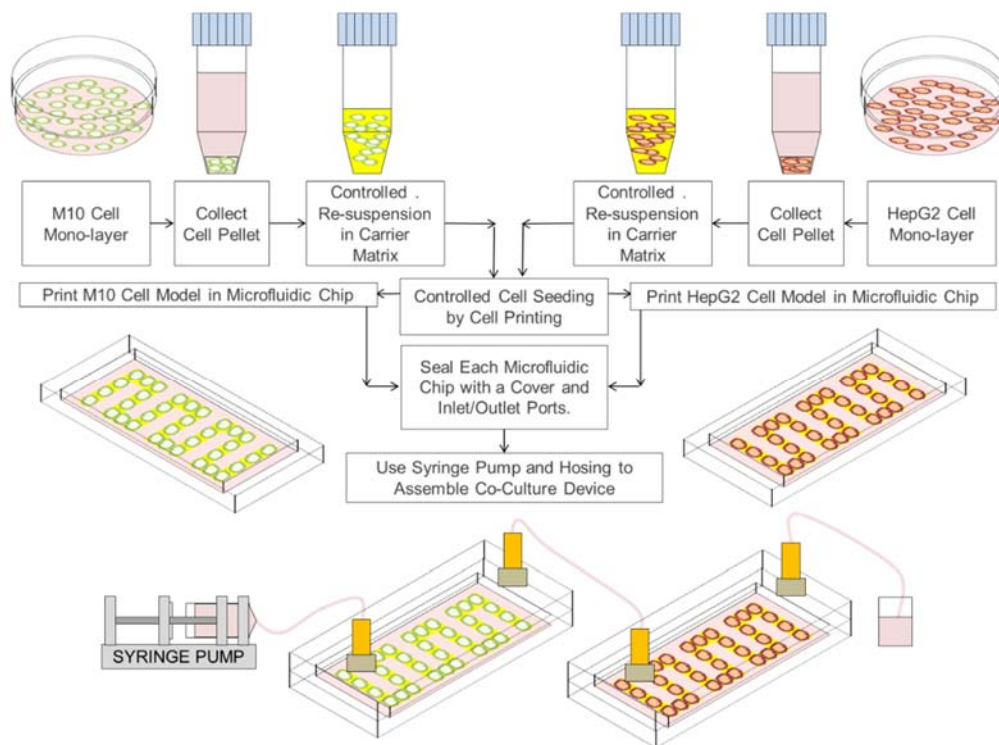 M10 Cell
Mono-layer
Collect
Cell Pellet
Controlled .
Re-suspension
in Carrier
Matrix
Controlled .
Re-suspension
in Carrier
Matrix
Collect
Cell Pellet
HepG2 Cell
Mono-layer
Print M10 Cell Model in Microfluidic Chip
Controlled Cell Seeding
by Cell Printing
Print HepG2 Cell Model in Microfluidic Chip
Seal Each Microfluidic
Chip with a Cover and
Inlet/Outlet Ports.
Use Syringe Pump and Hosing to
Assemble Co-Culture Device
SYRINGE PUMP